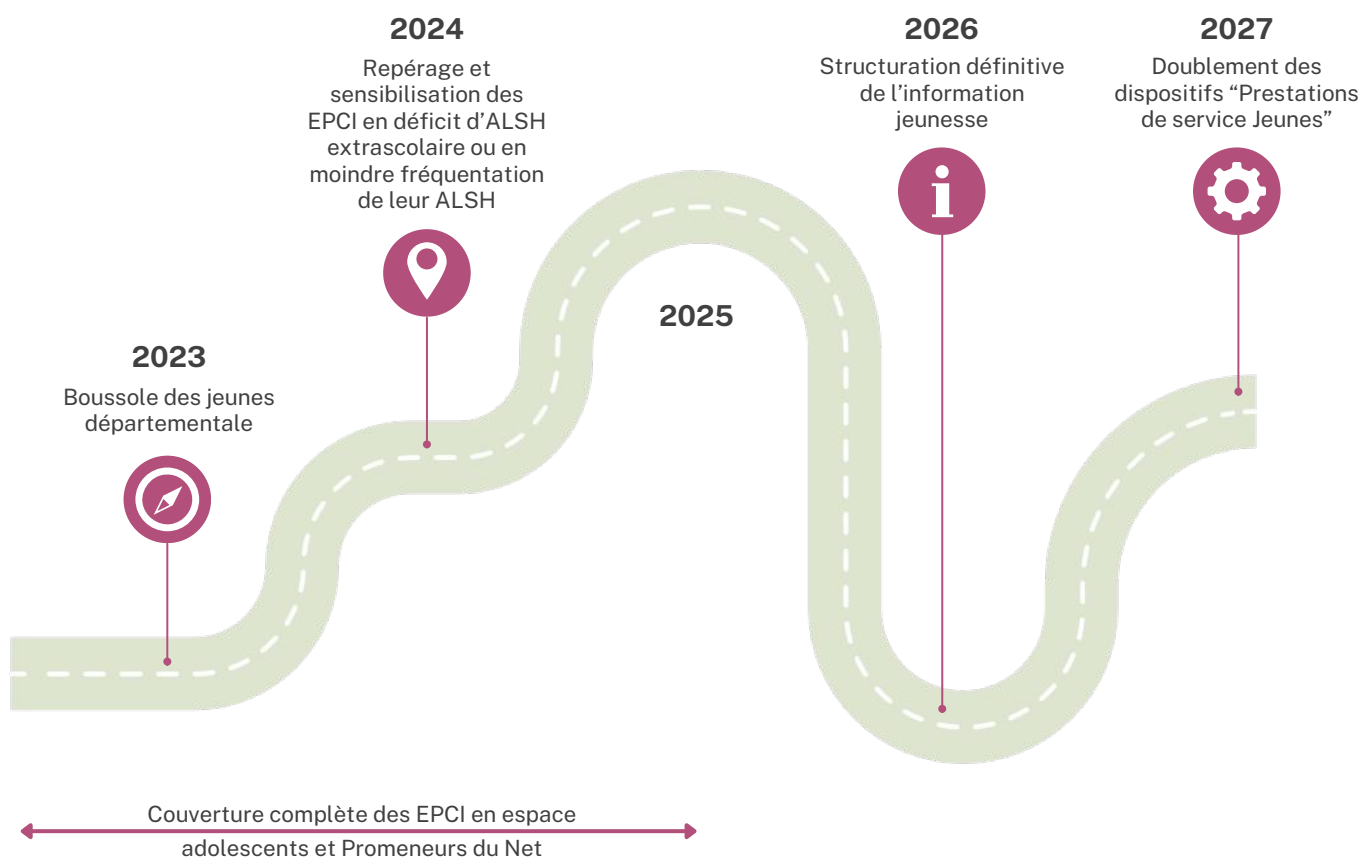 2024
Repérage et
sensibilisation des
EPCI en déficit d’ALSH
extrascolaire ou en
moindre fréquentation
de leur ALSH
2026
Structuration définitive
de l’information
jeunesse
2027
Doublement des
dispositifs “Prestations
de service Jeunes”
2025
2023
Boussole des jeunes
départementale
Couverture complète des EPCI en espace
adolescents et Promeneurs du Net